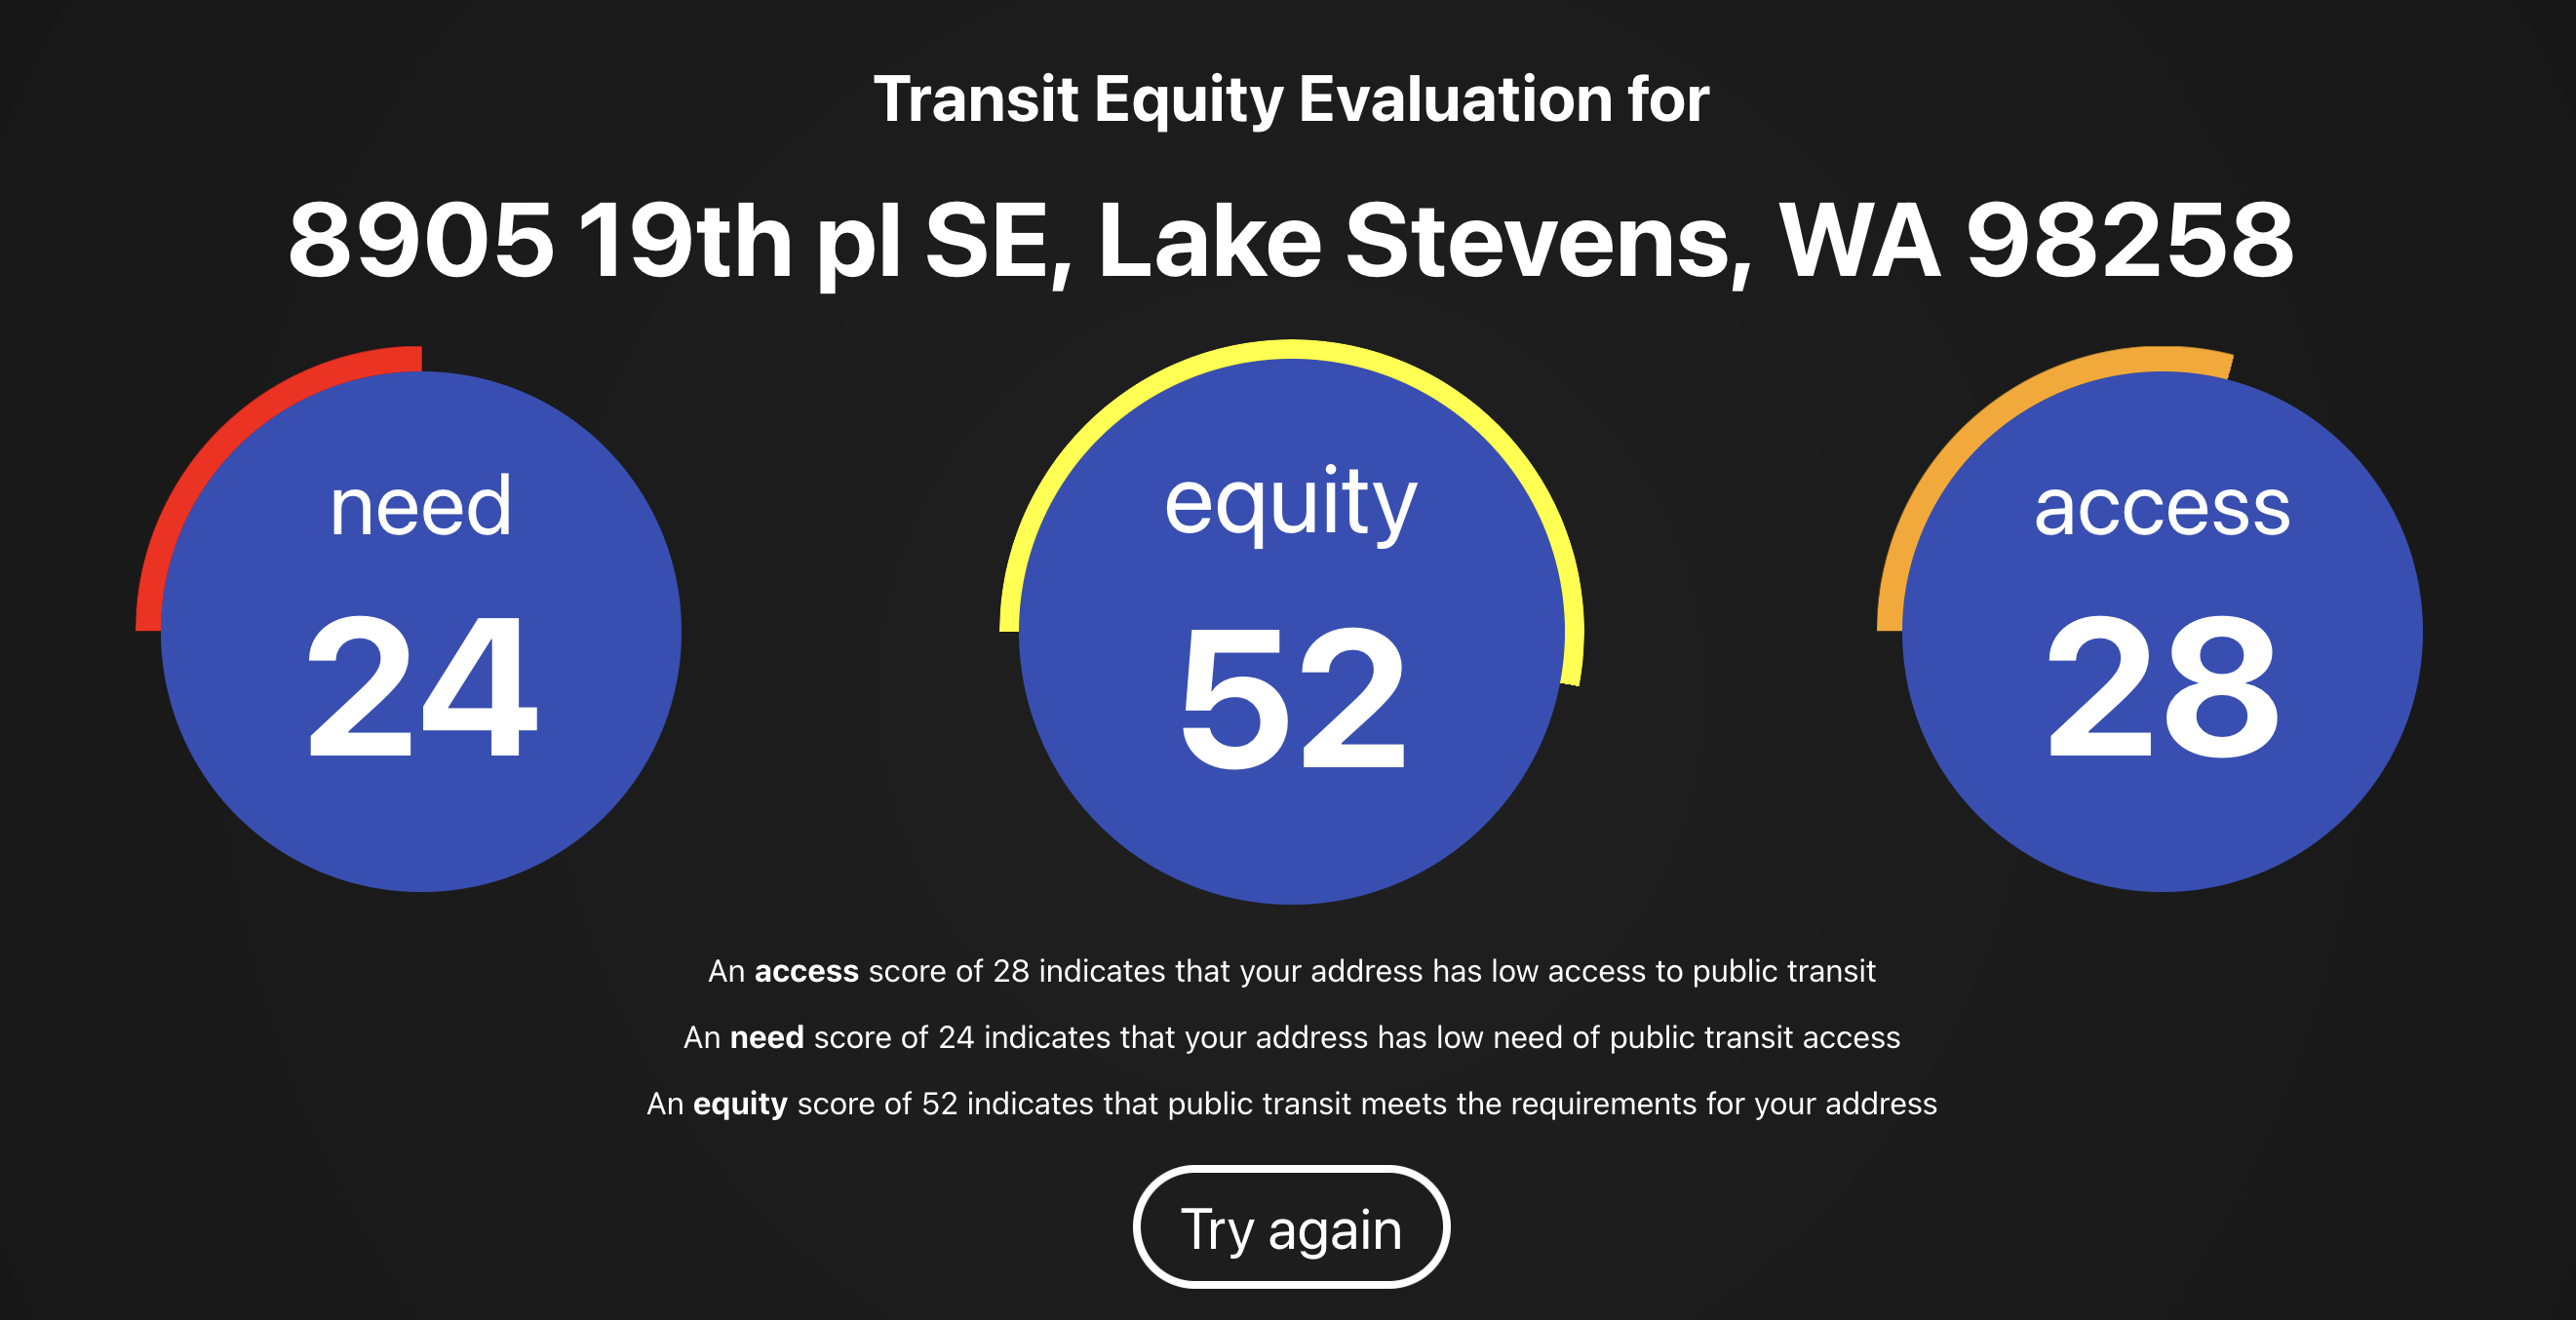 Transit Equity Evaluation for
8905 19th pl SE, Lake Stevens, WA 98258
need
24
equity
52
access
28
An access score of 28 indicates that your address has low access to public transit
An need score of 24 indicates that your address has low need of public transit access
An equity score of 52 indicates that public transit meets the requirements for your address
Try again